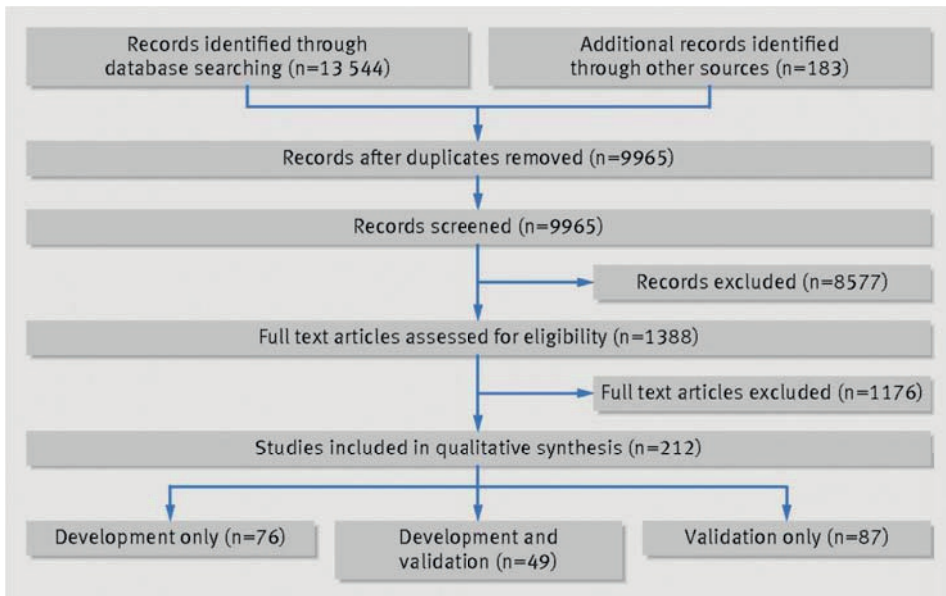 Records identified through
database searching (n=13 544)
Additional records identified
through other sources (n=183)
Records after duplicates removed (n=9965)
Records screened (n=9965)
Records excluded (n=8577)
Full text articles assessed for eligibility (n=1388)
Full text articles excluded (n=1176)
Studies included in qualitative synthesis (n=212)
Development only (n=76)
Development and
validation (n=49)
Validation only (n=87)